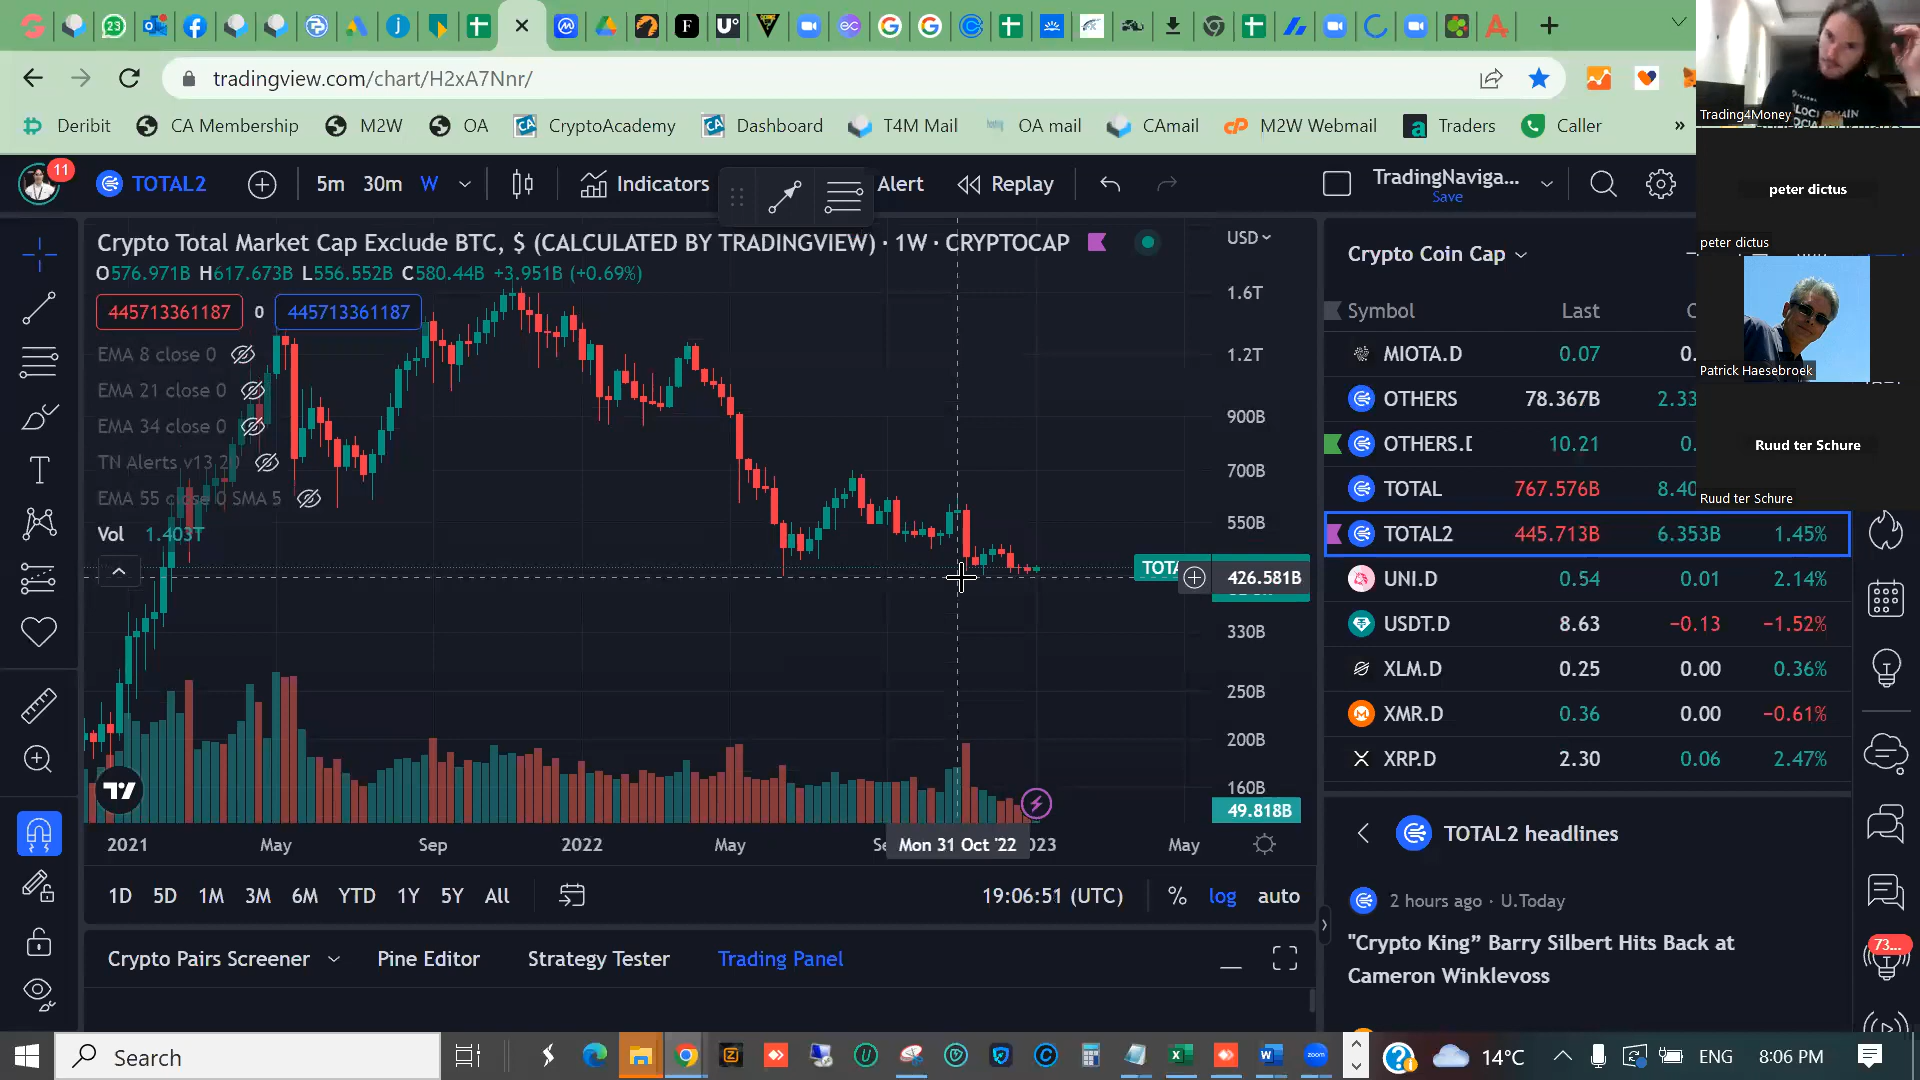 tradingview.com/chart/H2xA7Nnr/
Deribit CA Membership M2W OA CryptoAcademy Dashboard T4M Mail OA mail CAmail M2W Webmail Traders Caller »
Trading4Money
peter dictus
peter dictus
Patrick Haesebroek
Ruud ter Schure
Ruud ter Schure
11 TOTAL2 5m 30m W Indicators Alert Replay TradingNaviga...
Save
Crypto Total Market Cap Exclude BTC, $ (CALCULATED BY TRADINGVIEW) · 1W · CRYPTOCAP USD
O576.971B H617.673B L556.552B C580.44B +3.951B (+0.69%)
445713361187 0 445713361187
EMA 8 close 0
EMA 21 close 0
EMA 34 close 0
TN Alerts v13 20
EMA 55 close 0 SMA 5
Vol 1.403T
1.6T
1.2T
900B
700B
550B
TOTA 426.581B
330B
250B
200B
160B
49.818B
2021 May Sep 2022 May Se Mon 31 Oct '22 023 May
1D 5D 1M 3M 6M YTD 1Y 5Y All 19:06:51 (UTC) % log auto
Crypto Pairs Screener Pine Editor Strategy Tester Trading Panel
Crypto Coin Cap
Symbol Last C
MIOTA.D 0.07 0.
OTHERS 78.367B 2.33
OTHERS.D 10.21 0.
TOTAL 767.576B 8.40
TOTAL2 445.713B 6.353B 1.45%
UNI.D 0.54 0.01 2.14%
USDT.D 8.63 −0.13 −1.52%
XLM.D 0.25 0.00 0.36%
XMR.D 0.36 0.00 −0.61%
XRP.D 2.30 0.06 2.47%
TOTAL2 headlines
2 hours ago · U.Today
"Crypto King” Barry Silbert Hits Back at
Cameron Winklevoss
73...
Search 14°C ENG 8:06 PM